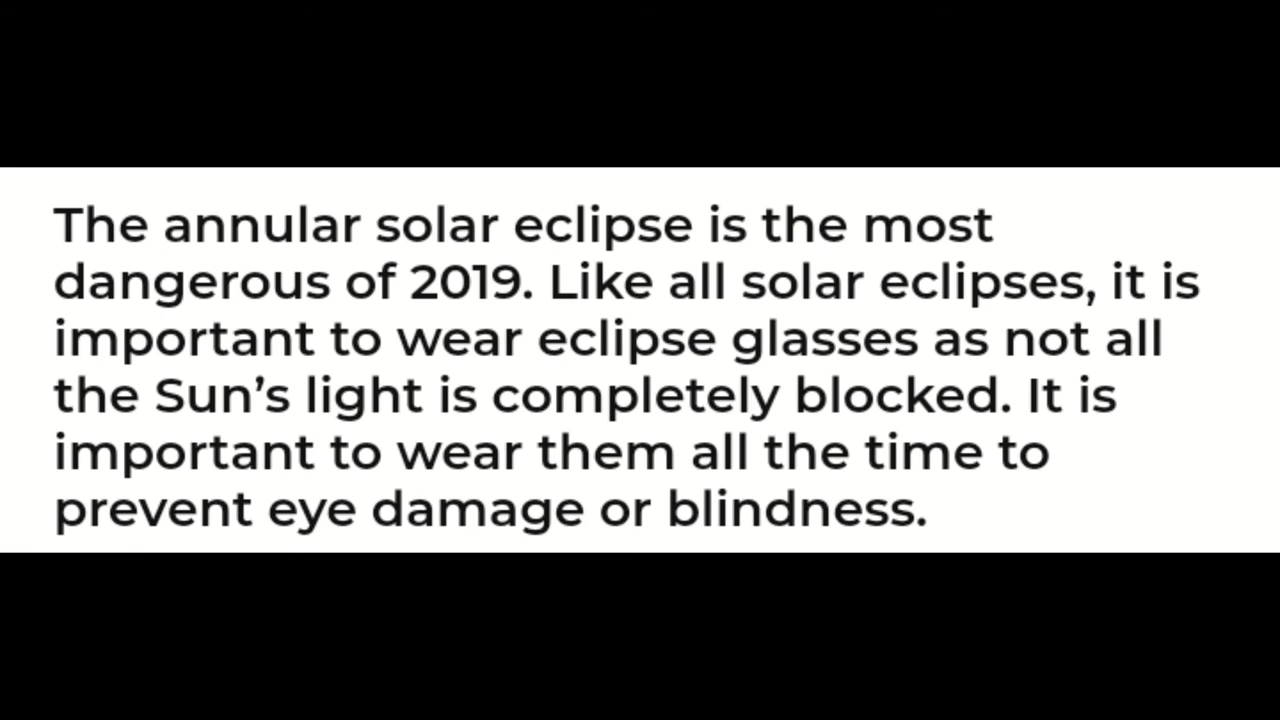 The annular solar eclipse is the most
dangerous of 2019. Like all solar eclipses, it is
important to wear eclipse glasses as not all
the Sun’s light is completely blocked. It is
important to wear them all the time to
prevent eye damage or blindness.